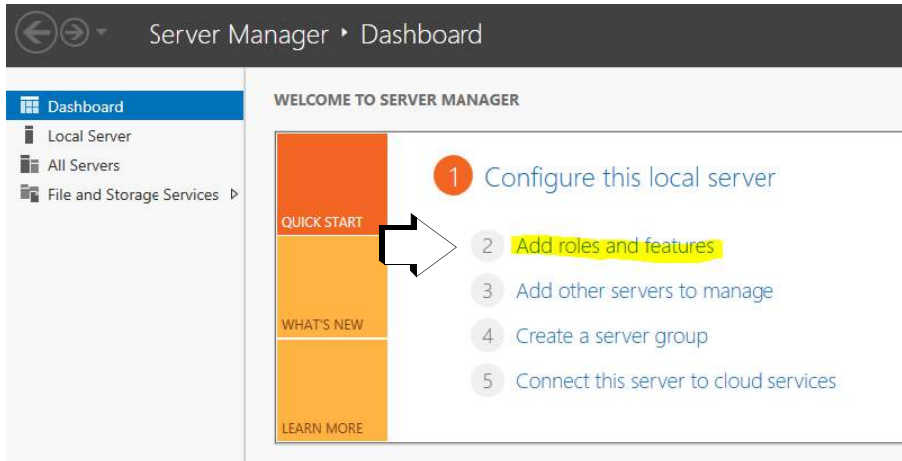 Server Manager ‣ Dashboard
Dashboard
Local Server
All Servers
File and Storage Services
WELCOME TO SERVER MANAGER
QUICK START
WHAT'S NEW
LEARN MORE
1 Configure this local server
2 Add roles and features
3 Add other servers to manage
4 Create a server group
5 Connect this server to cloud services